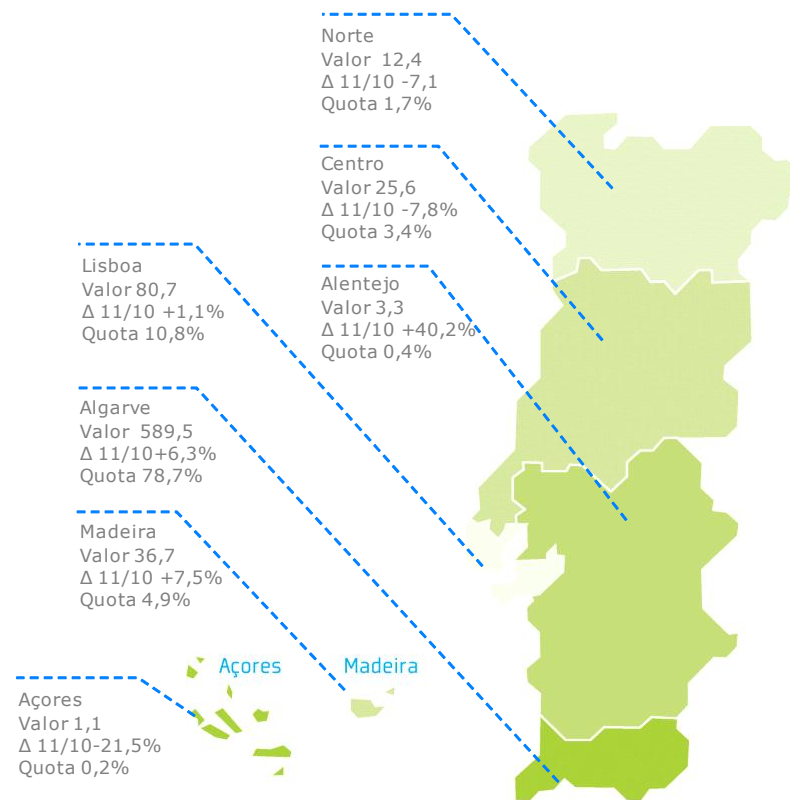 Norte
Valor 12,4
Δ 11/10 -7,1
Quota 1,7%
Centro
Valor 25,6
Δ 11/10 -7,8%
Quota 3,4%
Lisboa
Valor 80,7
Δ 11/10 +1,1%
Quota 10,8%
Alentejo
Valor 3,3
Δ 11/10 +40,2%
Quota 0,4%
Algarve
Valor 589,5
Δ 11/10+6,3%
Quota 78,7%
Madeira
Valor 36,7
Δ 11/10 +7,5%
Quota 4,9%
Açores
Madeira
Açores
Valor 1,1
Δ 11/10-21,5%
Quota 0,2%